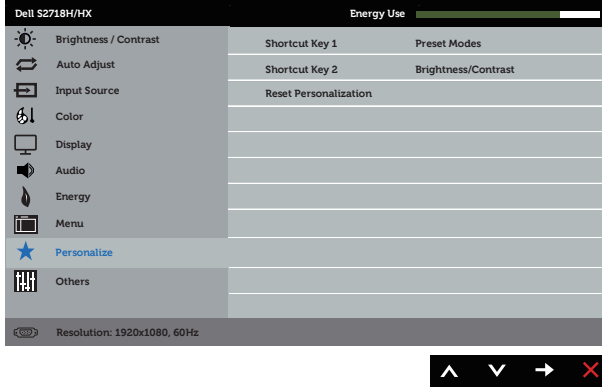 Dell S2718H/HX Energy Use
Brightness / Contrast
Auto Adjust
Input Source
Color
Display
Audio
Energy
Menu
Personalize
Others
Shortcut Key 1 Preset Modes
Shortcut Key 2 Brightness/Contrast
Reset Personalization
Resolution: 1920x1080, 60Hz